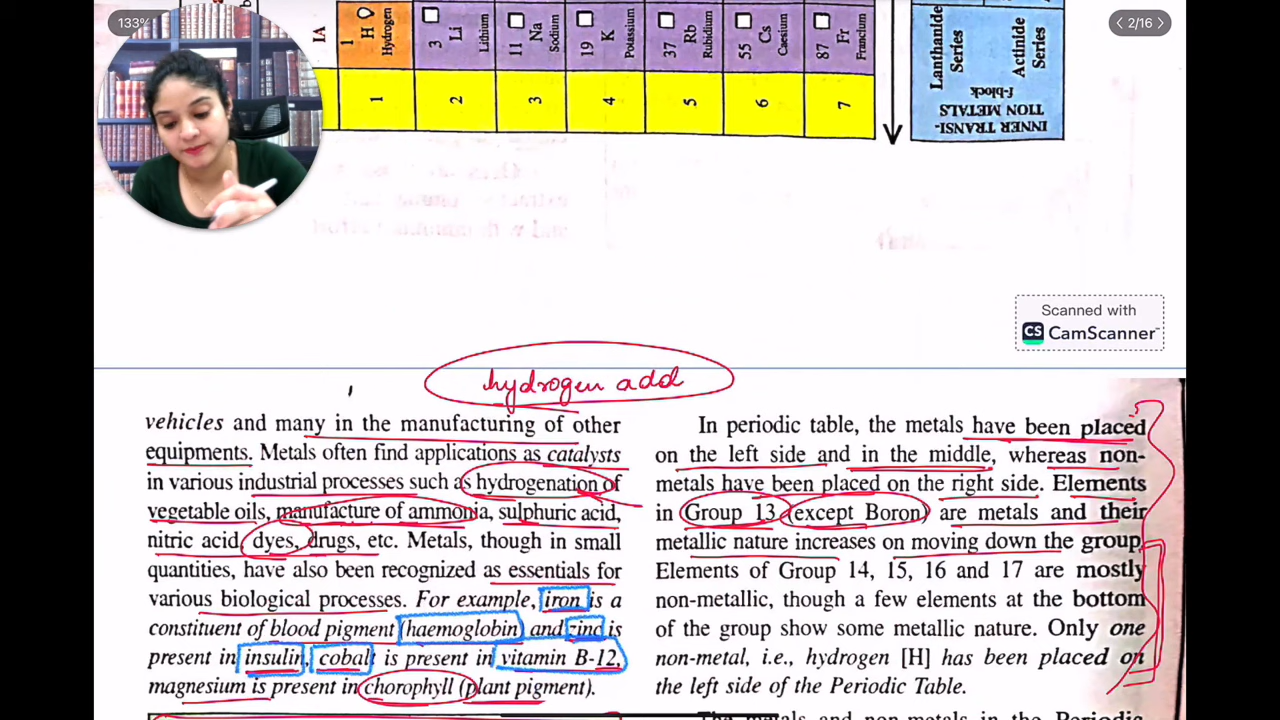 133%
2/16
IA
1
H
Hydrogen
3
Li
Lithium
11
Na
Sodium
19
K
Potassium
37
Rb
Rubidium
55
Cs
Caesium
87
Fr
Francium
Lanthanide
Series
Actinide
Series
f-block
TION METALS
INNER TRANSI-
1
2
3
4
5
6
7
Scanned with
CS CamScanner
hydrogen add
vehicles and many in the manufacturing of other
equipments. Metals often find applications as catalysts
in various industrial processes such as hydrogenation of
vegetable oils, manufacture of ammonia, sulphuric acid,
nitric acid, dyes, drugs, etc. Metals, though in small
quantities, have also been recognized as essentials for
various biological processes. For example, iron is a
constituent of blood pigment (haemoglobin) and zinc is
present in insulin, cobalt is present in vitamin B-12,
magnesium is present in chorophyll (plant pigment).
In periodic table, the metals have been placed
on the left side and in the middle, whereas non-
metals have been placed on the right side. Elements
in Group 13 (except Boron) are metals and their
metallic nature increases on moving down the group.
Elements of Group 14, 15, 16 and 17 are mostly
non-metallic, though a few elements at the bottom
of the group show some metallic nature. Only one
non-metal, i.e., hydrogen [H] has been placed on
the left side of the Periodic Table.